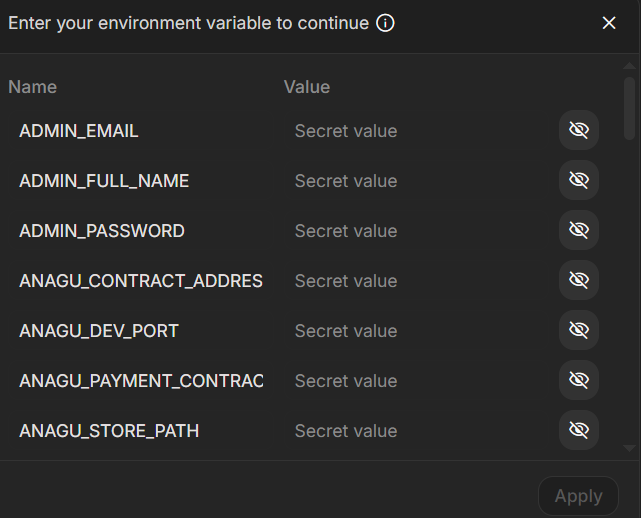 Enter your environment variable to continue
Name Value
ADMIN_EMAIL Secret value
ADMIN_FULL_NAME Secret value
ADMIN_PASSWORD Secret value
ANAGU_CONTRACT_ADDRES Secret value
ANAGU_DEV_PORT Secret value
ANAGU_PAYMENT_CONTRAC Secret value
ANAGU_STORE_PATH Secret value
Apply